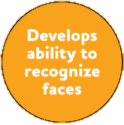 Develops
ability to
recognize
faces